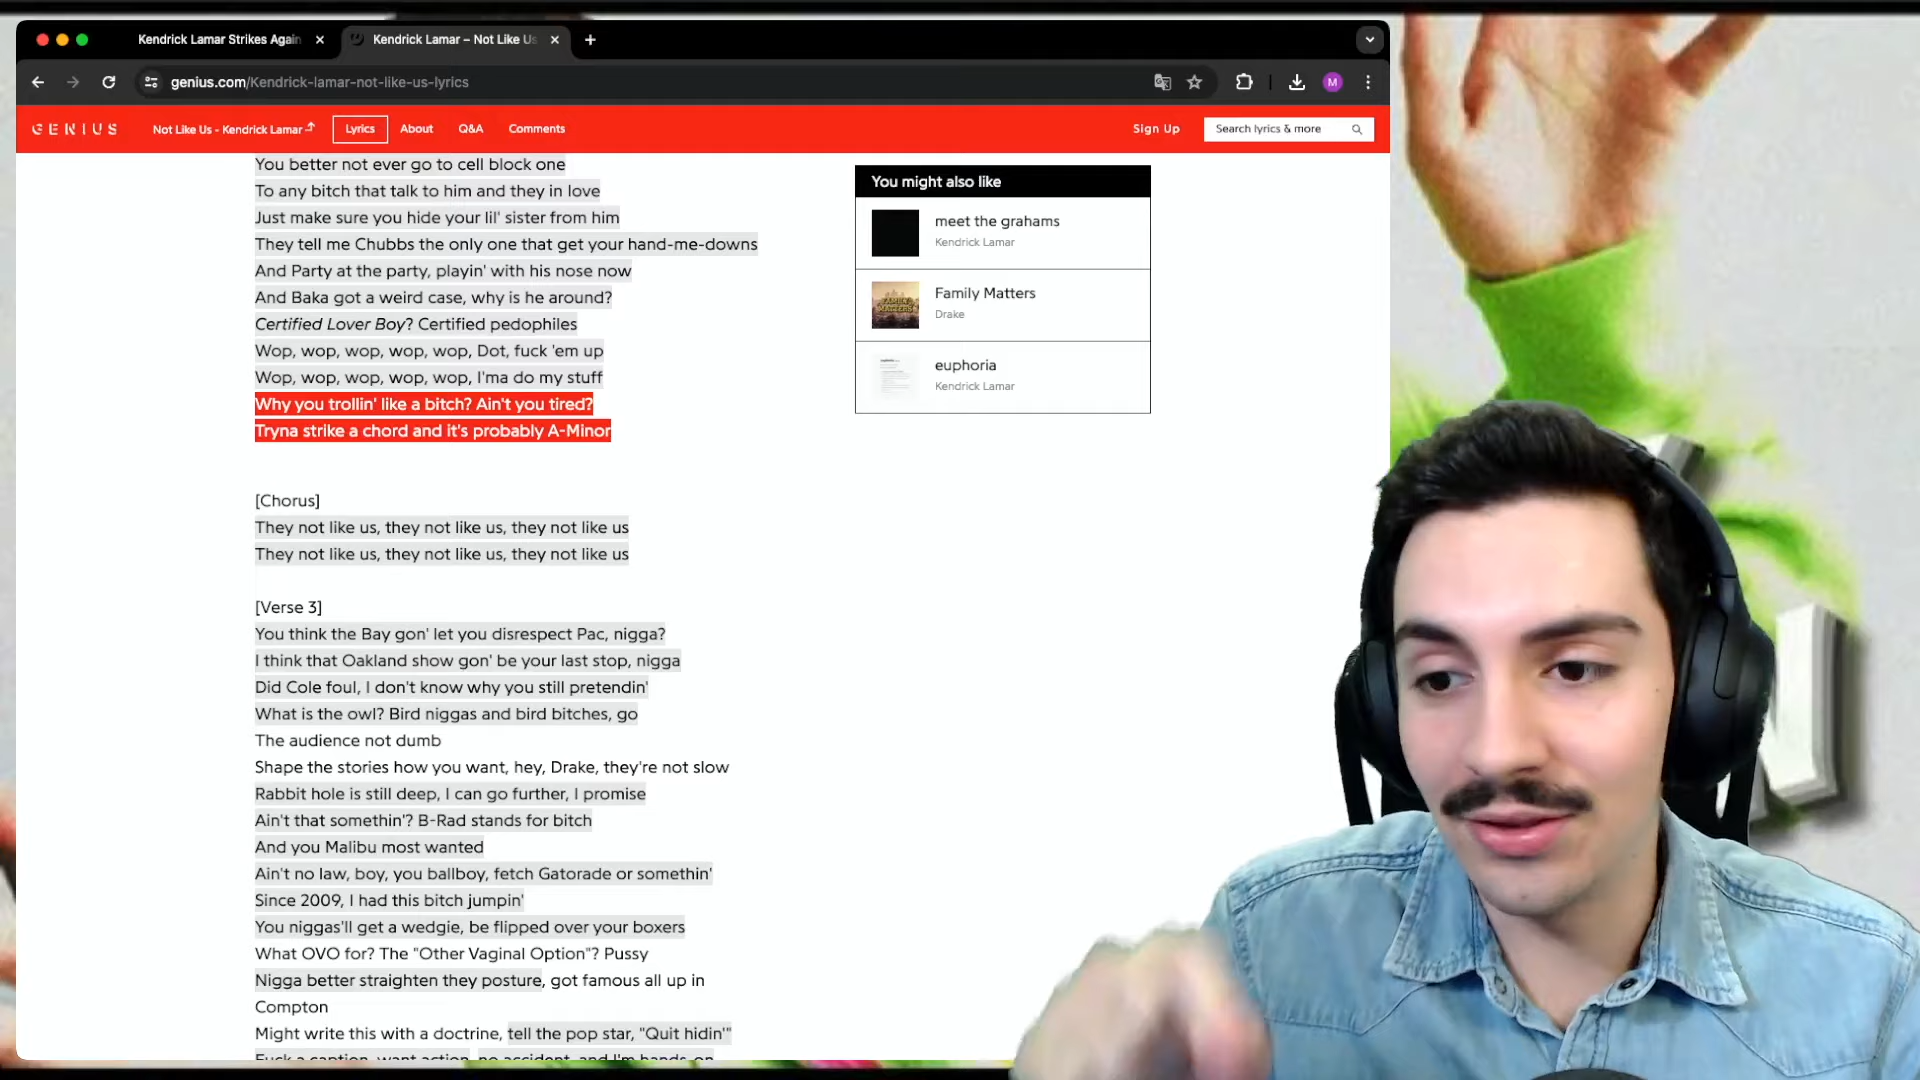 Kendrick Lamar Strikes Again
Kendrick Lamar – Not Like Us
genius.com/Kendrick-lamar-not-like-us-lyrics
M
GENIUS
Not Like Us - Kendrick Lamar
Lyrics
About
Q&A
Comments
Sign Up
Search lyrics & more
You better not ever go to cell block one
To any bitch that talk to him and they in love
Just make sure you hide your lil' sister from him
They tell me Chubbs the only one that get your hand-me-downs
And Party at the party, playin' with his nose now
And Baka got a weird case, why is he around?
Certified Lover Boy? Certified pedophiles
Wop, wop, wop, wop, wop, Dot, fuck 'em up
Wop, wop, wop, wop, wop, I'ma do my stuff
Why you trollin' like a bitch? Ain't you tired?
Tryna strike a chord and it's probably A-Minor
[Chorus]
They not like us, they not like us, they not like us
They not like us, they not like us, they not like us
[Verse 3]
You think the Bay gon' let you disrespect Pac, nigga?
I think that Oakland show gon' be your last stop, nigga
Did Cole foul, I don't know why you still pretendin'
What is the owl? Bird niggas and bird bitches, go
The audience not dumb
Shape the stories how you want, hey, Drake, they're not slow
Rabbit hole is still deep, I can go further, I promise
Ain't that somethin'? B-Rad stands for bitch
And you Malibu most wanted
Ain't no law, boy, you ballboy, fetch Gatorade or somethin'
Since 2009, I had this bitch jumpin'
You niggas'll get a wedgie, be flipped over your boxers
What OVO for? The "Other Vaginal Option"? Pussy
Nigga better straighten they posture, got famous all up in
Compton
Might write this with a doctrine, tell the pop star, "Quit hidin'"
Fuck a caption, want action, no accident, and I'm hands-on
You might also like
meet the grahams
Kendrick Lamar
Family Matters
Drake
euphoria
Kendrick Lamar